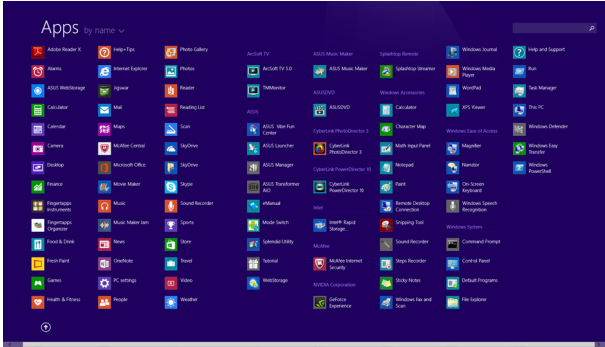 Apps by name
Adobe Reader X
Alarms
ASUS WebStorage
Calculator
Calendar
Camera
Desktop
Finance
Fingertapps Instruments
Fingertapps Organizer
Food & Drink
Fresh Paint
Games
Health & Fitness
Help+Tips
Internet Explorer
Jigswar
Mail
Maps
McAfee Central
Microsoft Office
Movie Maker
Music
Music Maker Jam
News
OneNote
PC settings
People
Photo Gallery
Photos
Reader
Reading List
Scan
SkyDrive
SkyDrive
Skype
Sound Recorder
Sports
Store
Travel
Video
Weather
ArcSoft TV
ArcSoft TV 5.0
TMMonitor
ASUS
ASUS Vibe Fun Center
ASUS Launcher
ASUS Manager
ASUS Transformer AiO
eManual
Mode Switch
Splendid Utility
Tutorial
WebStorage
ASUS Music Maker
ASUS Music Maker
ASUSDVD
ASUSDVD
CyberLink PhotoDirector 3
CyberLink PhotoDirector 3
CyberLink PowerDirector 10
CyberLink PowerDirector 10
Intel
Intel® Rapid Storage...
McAfee
McAfee Internet Security
NVIDIA Corporation
GeForce Experience
Splashtop Remote
Splashtop Streamer
Windows Accessories
Calculator
Character Map
Math Input Panel
Notepad
Paint
Remote Desktop Connection
Snipping Tool
Sound Recorder
Steps Recorder
Sticky Notes
Windows Fax and Scan
Windows Journal
Windows Media Player
WordPad
XPS Viewer
Windows Ease of Access
Magnifier
Narrator
On-Screen Keyboard
Windows Speech Recognition
Windows System
Command Prompt
Control Panel
Default Programs
File Explorer
Help and Support
Run
Task Manager
This PC
Windows Defender
Windows Easy Transfer
Windows PowerShell